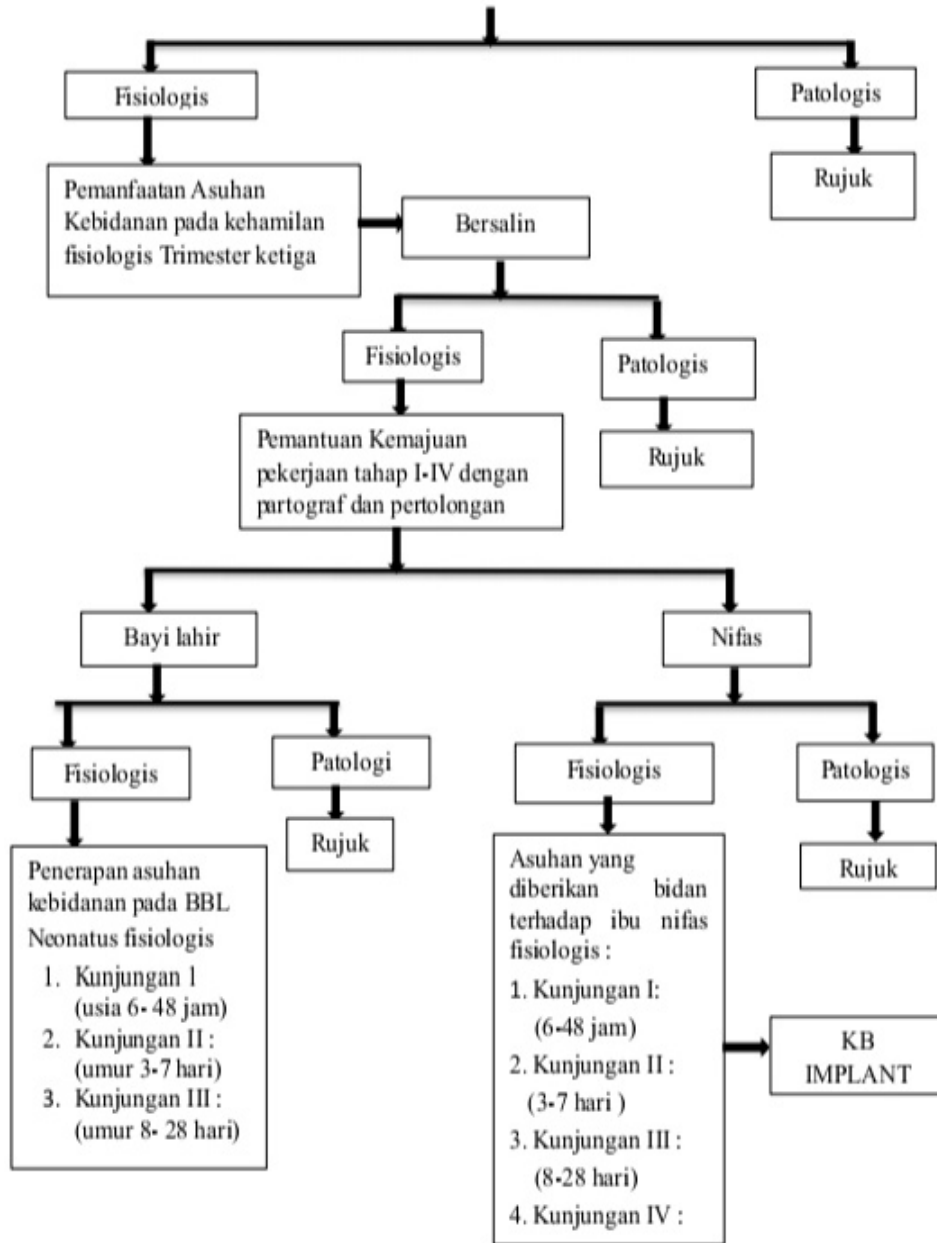 Fisiologis
Patologis
Rujuk
Pemanfaatan Asuhan
Kebidanan pada kehamilan
fisiologis Trimester ketiga
Bersalin
Fisiologis
Patologis
Rujuk
Pemantuan Kemajuan
pekerjaan tahap I-IV dengan
partograf dan pertolongan
Bayi lahir
Nifas
Fisiologis
Patologi
Rujuk
Fisiologis
Patologis
Rujuk
Penerapan asuhan
kebidanan pada BBL
Neonatus fisiologis
1. Kunjungan 1
(usia 6- 48 jam)
2. Kunjungan II :
(umur 3-7 hari)
3. Kunjungan III :
(umur 8- 28 hari)
Asuhan yang
diberikan bidan
terhadap ibu nifas
fisiologis :
1. Kunjungan I:
(6-48 jam)
2. Kunjungan II :
(3-7 hari )
3. Kunjungan III :
(8-28 hari)
4. Kunjungan IV :
KB
IMPLANT